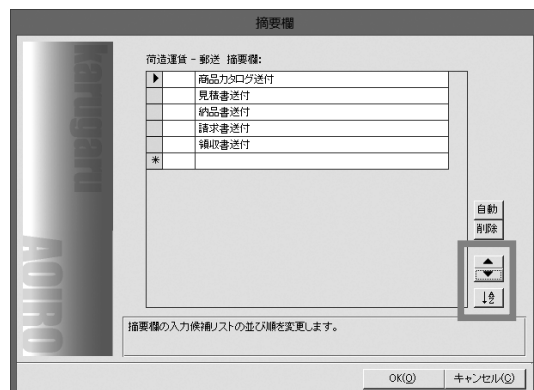 摘要欄
荷造運賃 - 郵送 摘要欄:
商品カタログ送付
見積書送付
納品書送付
請求書送付
領収書送付
*
自動
削除
↓A Z
摘要欄の入力候補リストの並び順を変更します。
OK(O)
キャンセル(C)
karugaru
AOIRO